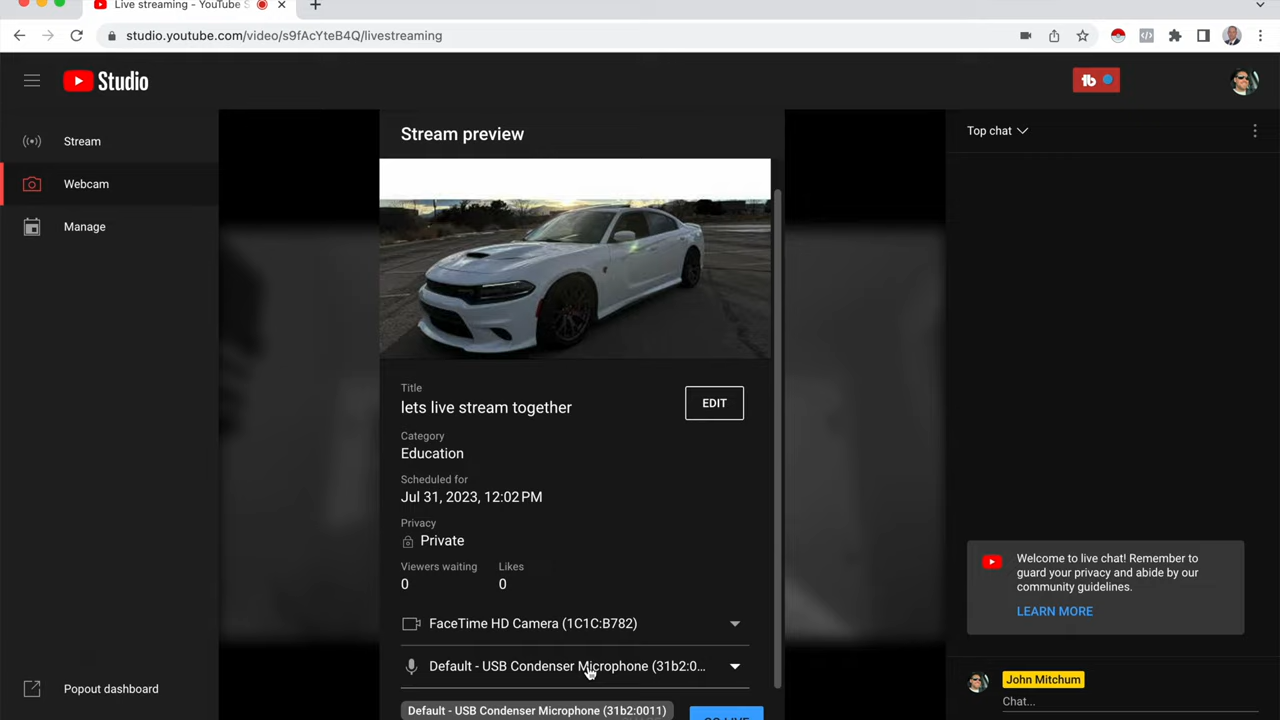 Live streaming - YouTube S
studio.youtube.com/video/s9fAcYteB4Q/livestreaming
Studio
Stream
Webcam
Manage
Popout dashboard
Stream preview
Title
lets live stream together
EDIT
Category
Education
Scheduled for
Jul 31, 2023, 12:02 PM
Privacy
Private
Viewers waiting
Likes
0
0
FaceTime HD Camera (1C1C:B782)
Default - USB Condenser Microphone (31b2:0...
Default - USB Condenser Microphone (31b2:0011)
GO LIVE
Top chat
Welcome to live chat! Remember to
guard your privacy and abide by our
community guidelines.
LEARN MORE
John Mitchum
Chat...